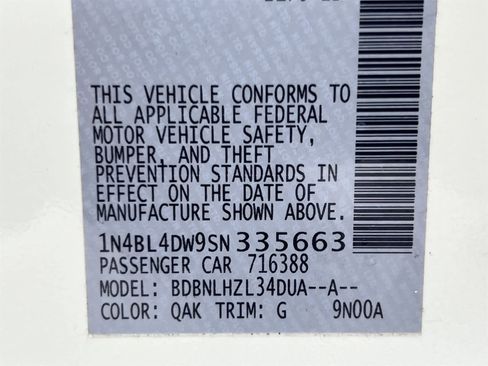 THIS VEHICLE CONFORMS TO
ALL APPLICABLE FEDERAL
MOTOR VEHICLE SAFETY,
BUMPER, AND THEFT
PREVENTION STANDARDS IN
EFFECT ON THE DATE OF
MANUFACTURE SHOWN ABOVE.
1N4BL4DW9SN335663
PASSENGER CAR 716388
MODEL: BDBNLHZL34DUA--A--
COLOR: QAK TRIM: G 9N00A